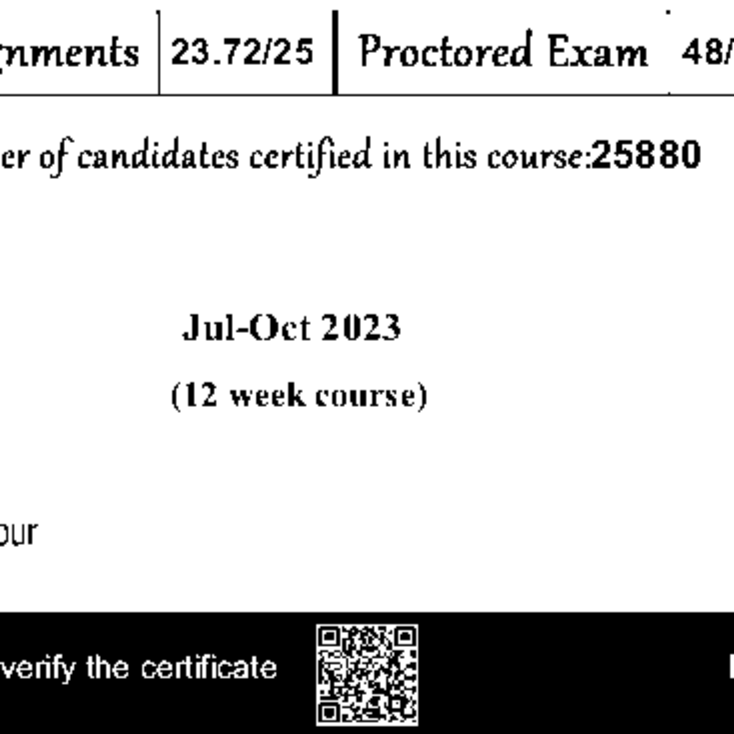 gnments 23.72/25 Proctored Exam 48/
er of candidates certified in this course:25880
Jul-Oct 2023
(12 week course)
our
verify the certificate